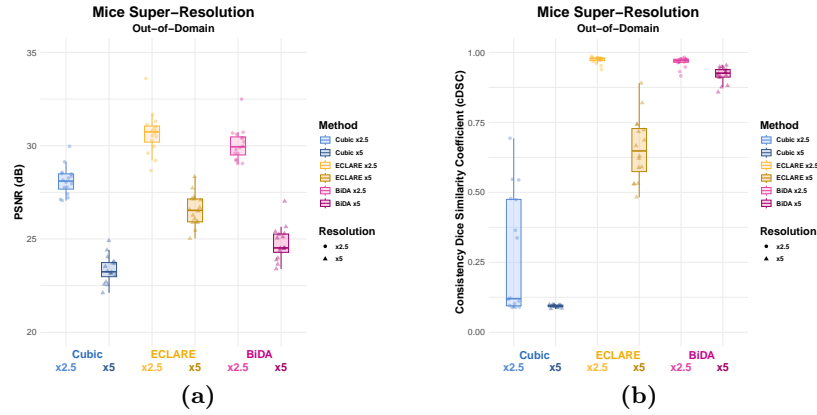 Mice Super−Resolution
Out−of−Domain
35
30
25
20
PSNR (dB)
Cubic ECLARE BiDA
x2.5 x5 x2.5 x5 x2.5 x5
Method
Cubic x2.5
Cubic x5
ECLARE x2.5
ECLARE x5
BiDA x2.5
BiDA x5
Resolution
x2.5
x5
(a)
Mice Super−Resolution
Out−of−Domain
1.00
0.75
0.50
0.25
0.00
Consistency Dice Similarity Coefficient (cDSC)
Cubic ECLARE BiDA
x2.5 x5 x2.5 x5 x2.5 x5
Method
Cubic x2.5
Cubic x5
ECLARE x2.5
ECLARE x5
BiDA x2.5
BiDA x5
Resolution
x2.5
x5
(b)